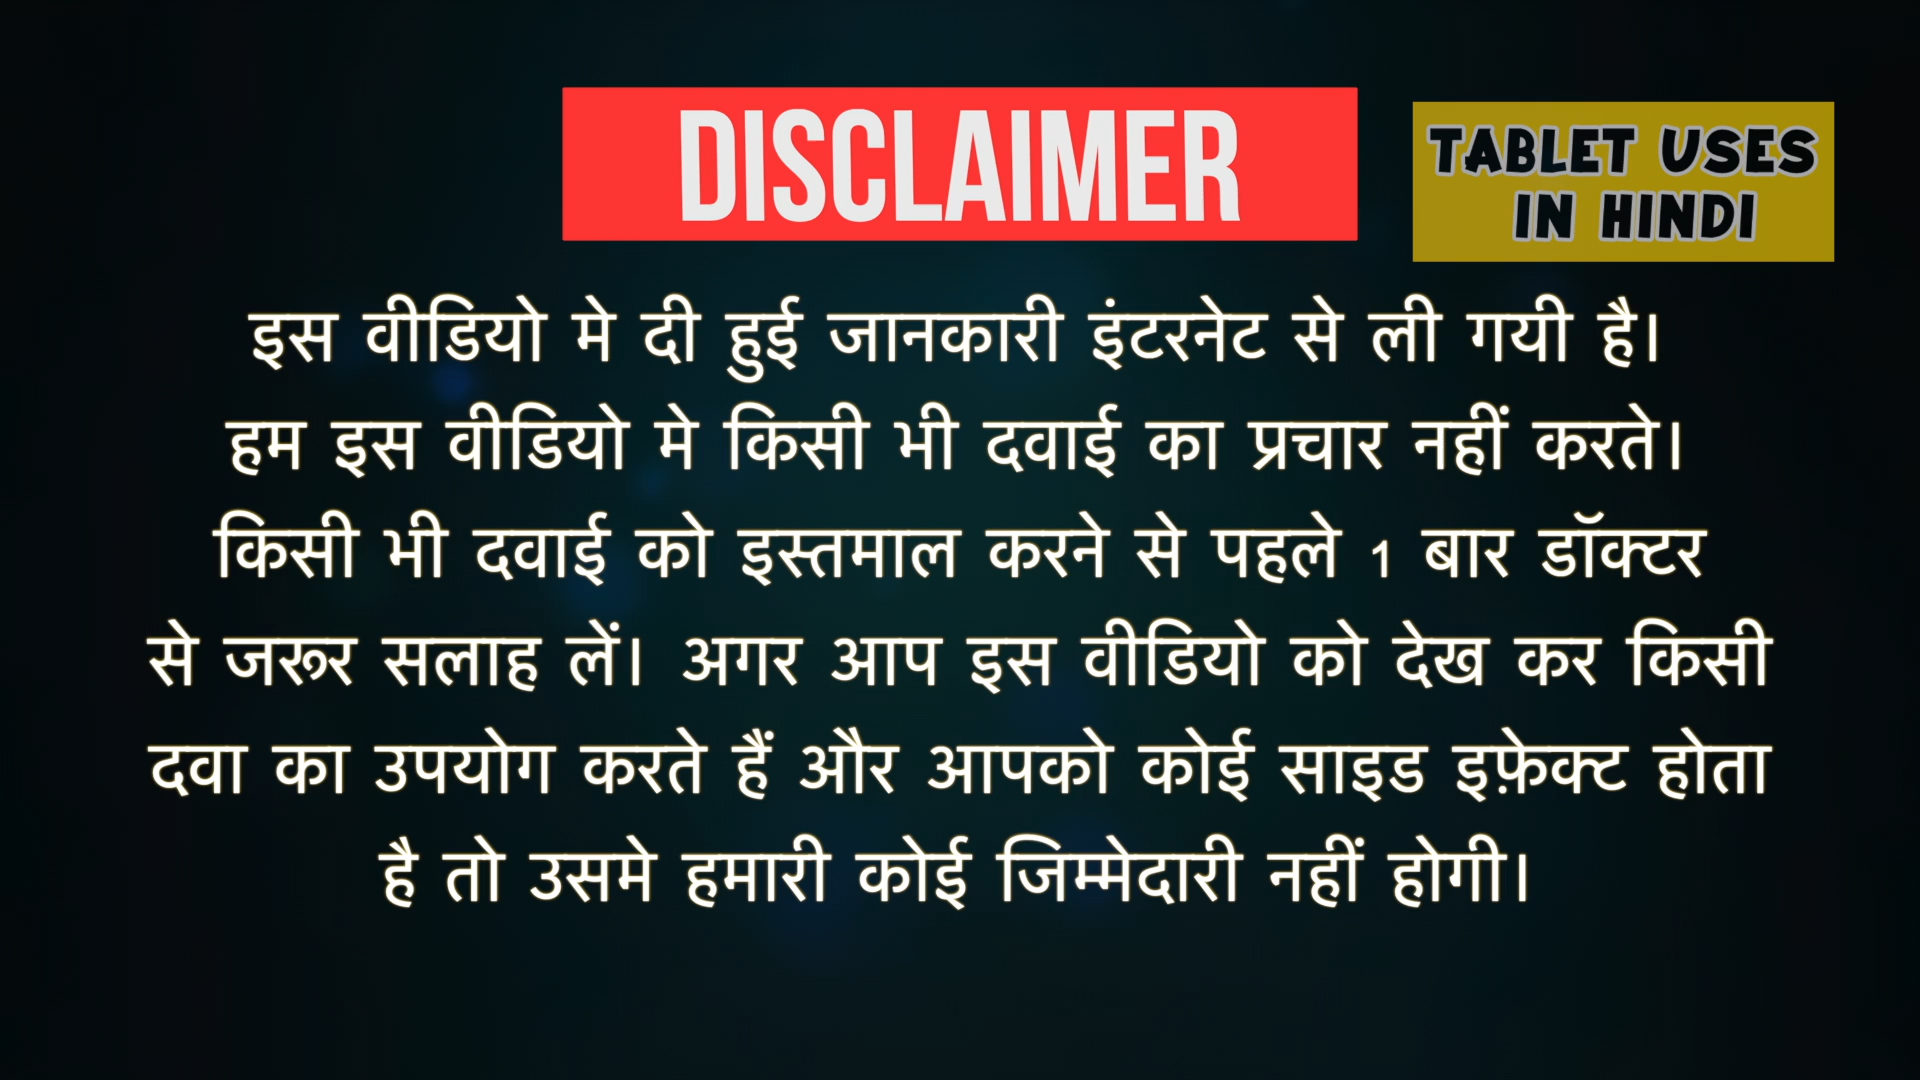 DISCLAIMER
TABLET USES
IN HINDI
इस वीडियो मे दी हुई जानकारी इंटरनेट से ली गयी है।
हम इस वीडियो मे किसी भी दवाई का प्रचार नहीं करते।
किसी भी दवाई को इस्तमाल करने से पहले 1 बार डॉक्टर
से जरूर सलाह लें। अगर आप इस वीडियो को देख कर किसी
दवा का उपयोग करते हैं और आपको कोई साइड इफ़ेक्ट होता
है तो उसमे हमारी कोई जिम्मेदारी नहीं होगी।